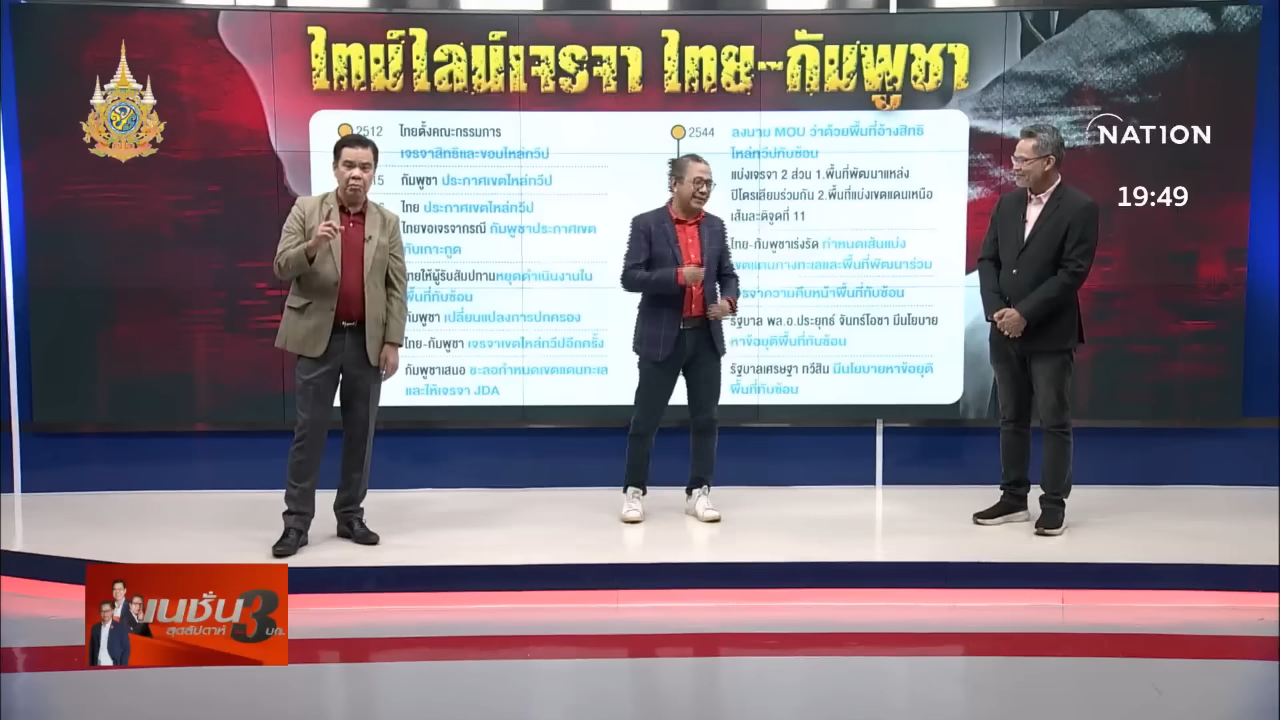 ไทม์ไลน์เจรจา ไทย-กัมพูชา
NATION
19:49
2512 ไทยตั้งคณะกรรมการ
เจรจาสิทธิและขอบไหล่ทวีป
15 กัมพูชา ประกาศเขตไหล่ทวีป
ไทย ประกาศเขตไหล่ทวีป
ไทยขอเจรจากรณี กัมพูชาประกาศเขต
ทับเกาะกูด
ไทยให้ผู้รับสัมปทานหยุดดำเนินงานใน
พื้นที่ทับซ้อน
กัมพูชา เปลี่ยนแปลงการปกครอง
ไทย-กัมพูชา เจรจาเขตไหล่ทวีปอีกครั้ง
กัมพูชาเสนอ ชะลอกำหนดเขตแดนทะเล
และให้เจรจา JDA
2544 ลงนาม MOU ว่าด้วยพื้นที่อ้างสิทธิ
ไหล่ทวีปทับซ้อน
แบ่งเจรจา 2 ส่วน 1.พื้นที่พัฒนาแหล่ง
ปิโตรเลียมร่วมกัน 2.พื้นที่แบ่งเขตแดนเหนือ
เส้นละติจูดที่ 11
ไทย-กัมพูชาเร่งรัด กำหนดเส้นแบ่ง
เขตแดนทางทะเลและพื้นที่พัฒนาร่วม
เจรจาความคืบหน้าพื้นที่ทับซ้อน
รัฐบาล พล.อ.ประยุทธ์ จันทร์โอชา มีนโยบาย
หาข้อยุติพื้นที่ทับซ้อน
รัฐบาลเศรษฐา ทวีสิน มีนโยบายหาข้อยุติ
พื้นที่ทับซ้อน
เนชั่น3
สุดสัปดาห์ บก.